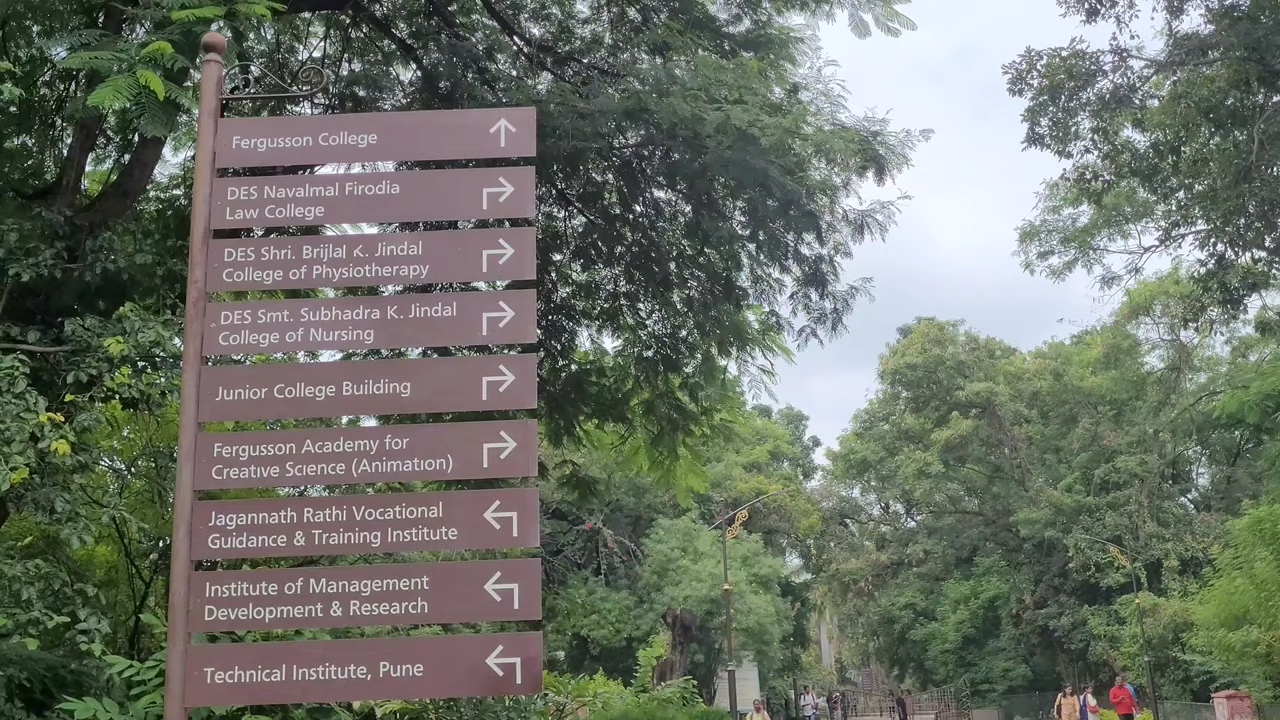 Fergusson College
DES Navalmal Firodia
Law College
DES Shri. Brijlal K. Jindal
College of Physiotherapy
DES Smt. Subhadra K. Jindal
College of Nursing
Junior College Building
Fergusson Academy for
Creative Science (Animation)
Jagannath Rathi Vocational
Guidance & Training Institute
Institute of Management
Development & Research
Technical Institute, Pune